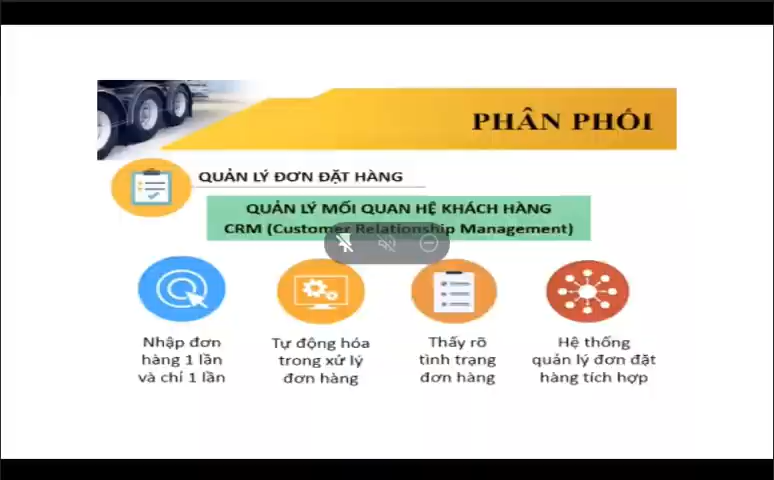 PHÂN PHỐI
QUẢN LÝ ĐƠN ĐẶT HÀNG
QUẢN LÝ MỐI QUAN HỆ KHÁCH HÀNG
CRM (Customer Relationship Management)
Nhập đơn
hàng 1 lần
và chỉ 1 lần
Tự động hóa
trong xử lý
đơn hàng
Thấy rõ
tình trạng
đơn hàng
Hệ thống
quản lý đơn đặt
hàng tích hợp